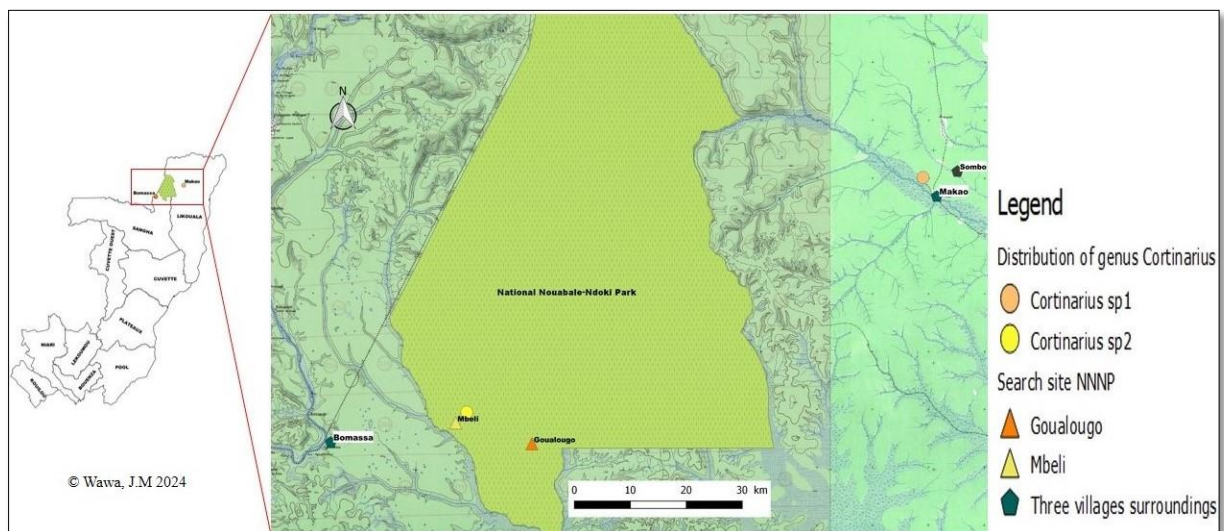 N
Makao
Bomassa
LIKOUALA
SANGHA
CUVETTE OUEST
CUVETTE
PLATEAUX
NIARI
LEKOUMOU
BOUENZA
POOL
KOUILOU
© Wawa, J.M 2024
National Nouabale-Ndoki Park
Sombo
Makao
Mbeli
Bomassa
Goualougo
0 10 20 30 km
Legend
Distribution of genus Cortinarius
Cortinarius sp1
Cortinarius sp2
Search site NNNP
Goualougo
Mbeli
Three villages surroundings